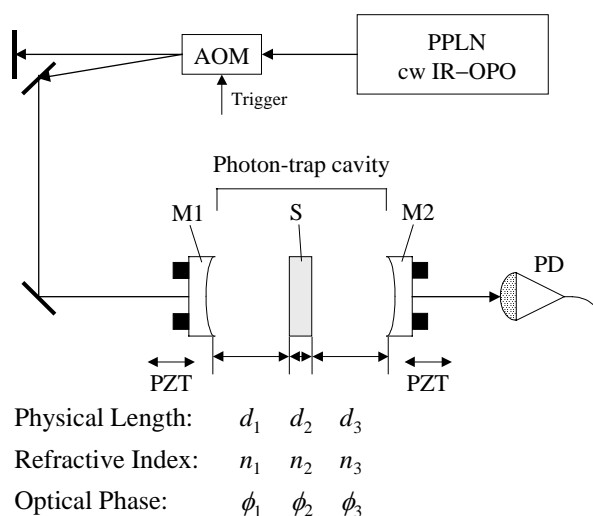 PPLN
cw IR−OPO
AOM
Trigger
Photon-trap cavity
M1
S
M2
PD
PZT
PZT
Physical Length: d₁ d₂ d₃
Refractive Index: n₁ n₂ n₃
Optical Phase: ϕ₁ ϕ₂ ϕ₃